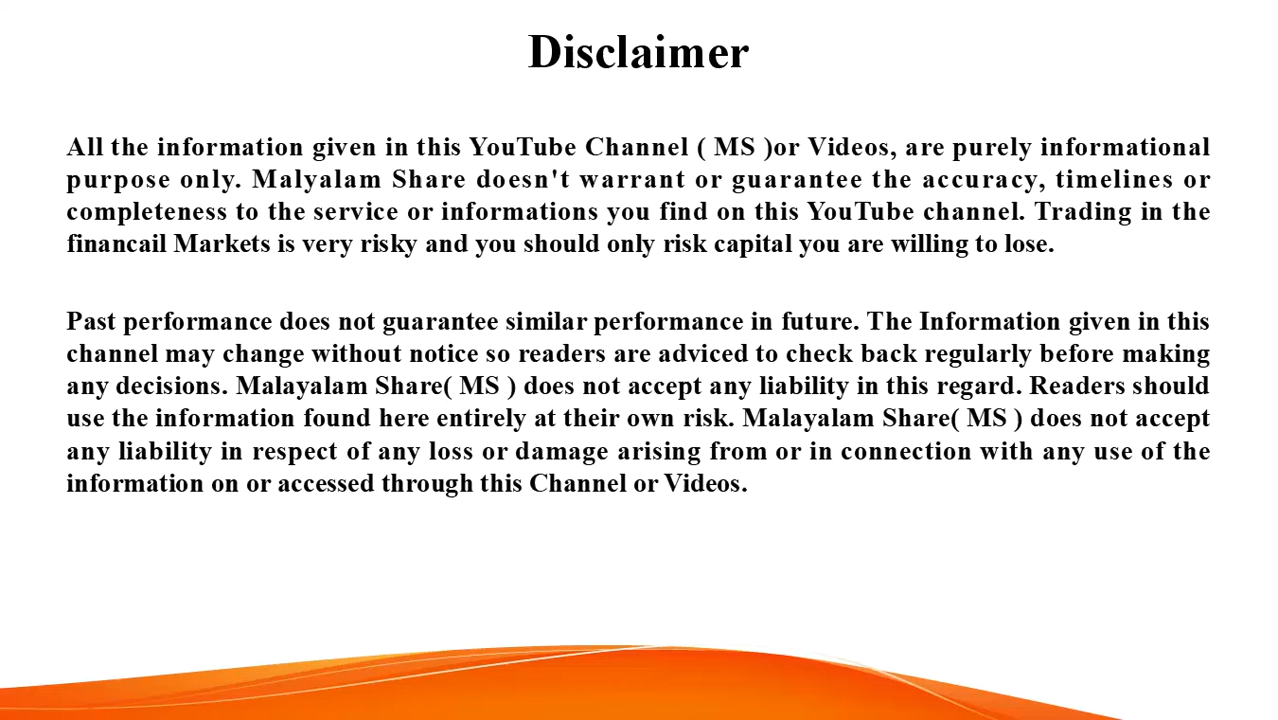 Disclaimer
All the information given in this YouTube Channel ( MS )or Videos, are purely informational
purpose only. Malyalam Share doesn't warrant or guarantee the accuracy, timelines or
completeness to the service or informations you find on this YouTube channel. Trading in the
financail Markets is very risky and you should only risk capital you are willing to lose.
Past performance does not guarantee similar performance in future. The Information given in this
channel may change without notice so readers are adviced to check back regularly before making
any decisions. Malayalam Share( MS ) does not accept any liability in this regard. Readers should
use the information found here entirely at their own risk. Malayalam Share( MS ) does not accept
any liability in respect of any loss or damage arising from or in connection with any use of the
information on or accessed through this Channel or Videos.